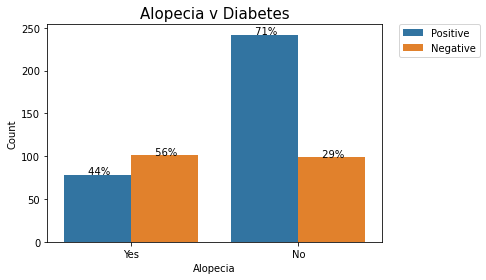 Alopecia v Diabetes
Positive
Negative
250
200
150
100
50
0
Count
44%
56%
71%
29%
Yes
No
Alopecia